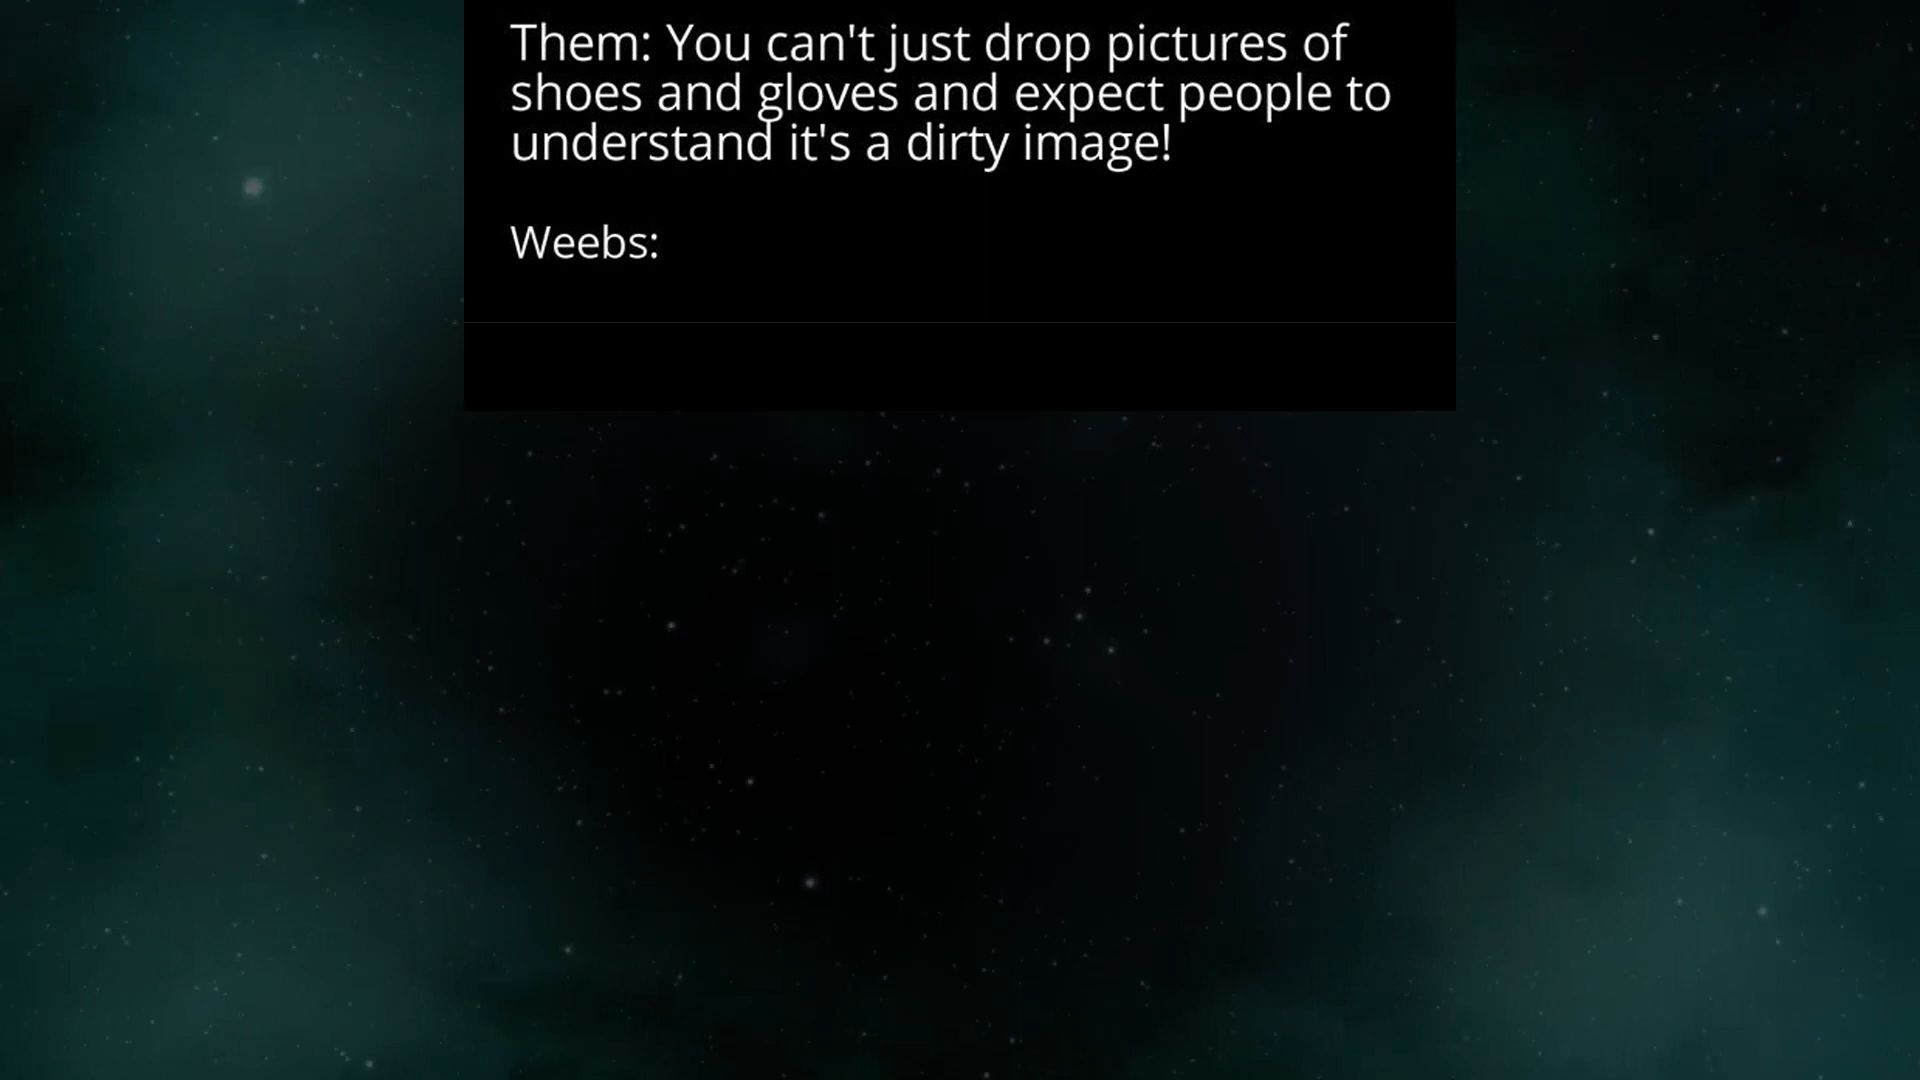 Them: You can't just drop pictures of
shoes and gloves and expect people to
understand it's a dirty image!
Weebs: